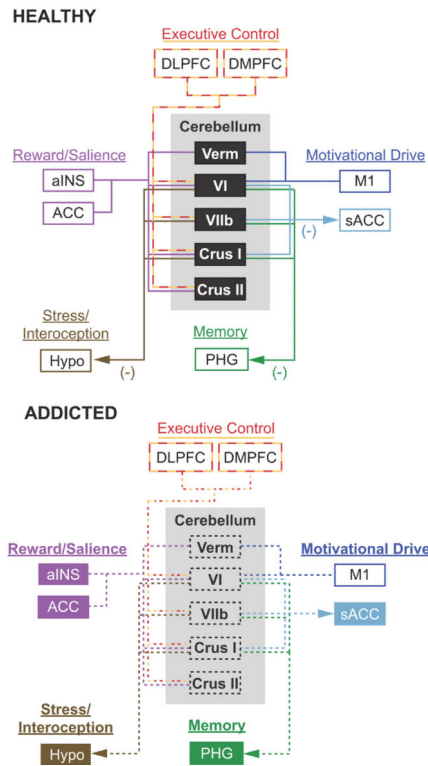 HEALTHY
Executive Control
DLPFC DMPFC
Cerebellum
Reward/Salience Verm Motivational Drive
aINS VI M1
ACC VIIb sACC
(-)
Crus I
Crus II
Stress/
Interoception Memory
Hypo PHG
(-) (-)
ADDICTED
Executive Control
DLPFC DMPFC
Cerebellum
Reward/Salience Verm Motivational Drive
aINS VI M1
ACC VIIb sACC
Crus I
Crus II
Stress/
Interoception Memory
Hypo PHG